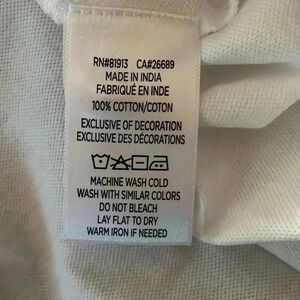 RN#81913 CA#26689
MADE IN INDIA
FABRIQUÉ EN INDE
100% COTTON/COTON
EXCLUSIVE OF DECORATION
EXCLUSIVE DES DÉCORATIONS
MACHINE WASH COLD
WASH WITH SIMILAR COLORS
DO NOT BLEACH
LAY FLAT TO DRY
WARM IRON IF NEEDED